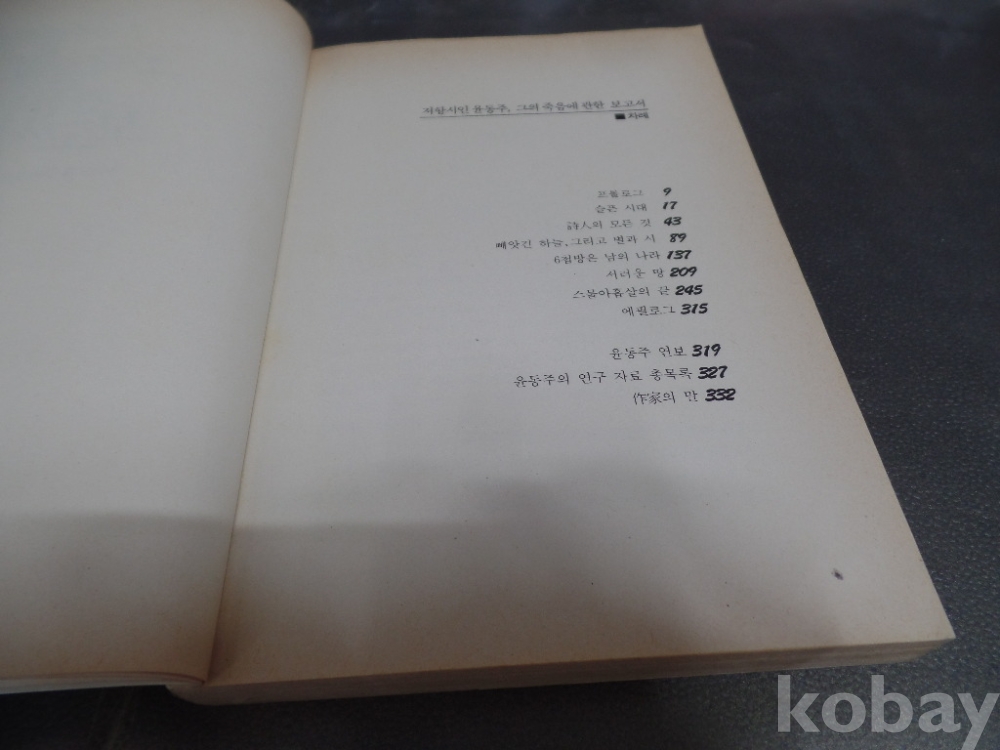 저항시인 윤동주, 그의 죽음에 관한 보고서
■ 차례
프롤로그 9
슬픈 시대 17
詩人의 모든 것 43
빼앗긴 하늘, 그리고 별과 시 89
6첩방은 남의 나라 137
서러운 땅 209
스물아홉살의 끝 245
에필로그 315
윤동주 연보 319
윤동주의 연구 자료 총목록 327
作家의 말 332
kobay